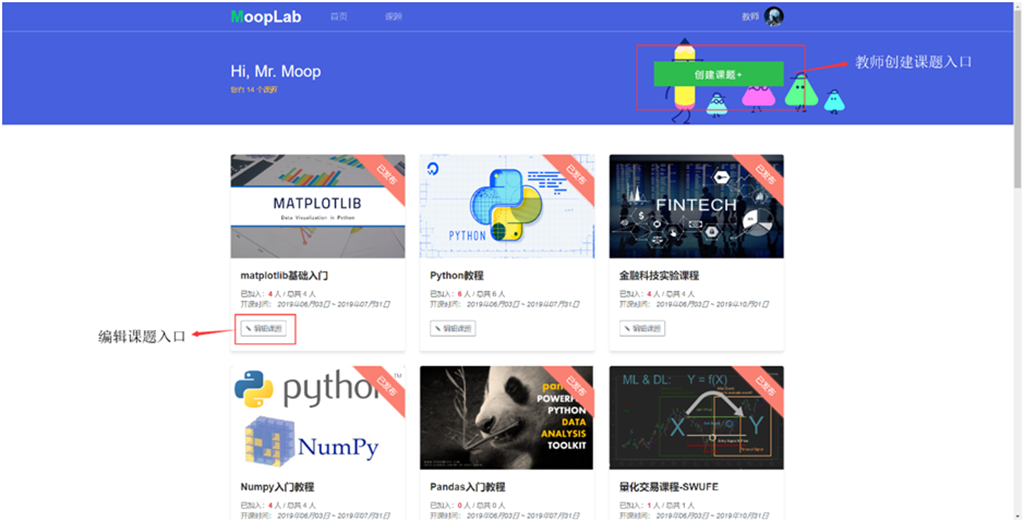 MoopLab 首页 课题 教师
Hi, Mr. Moop
创建课题+
教师创建课题入口
已发布
已发布
已发布
MATPLOTLIB
Data Visualization in Python
PYTHON
FINTECH
matplotlib基础入门
Python教程
金融科技实验课程
已加入：4 人 / 总共 4 人
已加入：6 人 / 总共 6 人
已加入：4 人 / 总共 4 人
开课时间： 2019年06月03日 ~ 2019年07月31日
开课时间： 2019年06月03日 ~ 2019年07月31日
开课时间： 2019年06月03日 ~ 2019年10月01日
编辑课题
编辑课题
编辑课题
编辑课题入口
已发布
已发布
已发布
python
TM
NumPy
POWERF
PYTHON
DATA
ANALYSIS
TOOLKIT
ML & DL: Y = f(X)
X Y
Numpy入门教程
Pandas入门教程
量化交易课程-SWUFE
已加入：4 人 / 总共 4 人
已加入：0 人 / 总共 0 人
已加入：1 人 / 总共 1 人
开课时间： 2019年06月03日 ~ 2019年07月31日
开课时间： 2019年06月03日 ~ 2019年07月31日
开课时间： 2019年06月03日 ~ 2019年10月31日